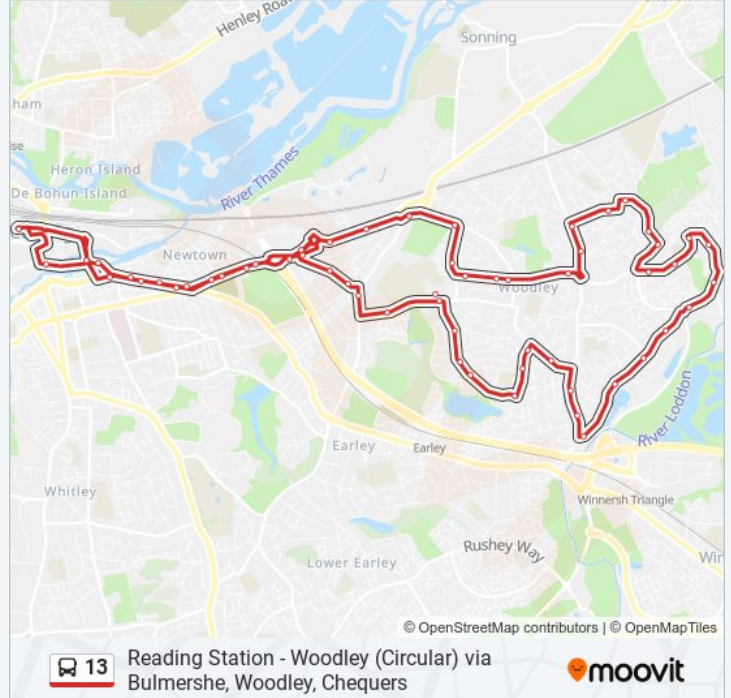 Henley Road
Sonning
ham
se
Heron Island
De Bohun Island
River Thames
Newtown
Woodley
River Loddon
Earley
Earley
Whitley
Winnersh Triangle
Rushey Way
Win
Lower Earley
© OpenStreetMap contributors | © OpenMapTiles
13
Reading Station - Woodley (Circular) via
Bulmershe, Woodley, Chequers
moovit